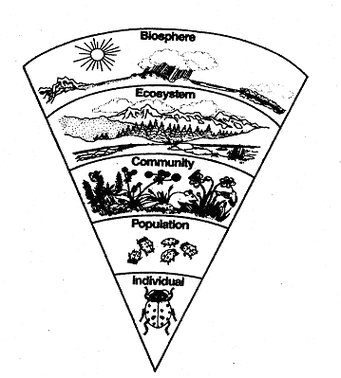 Biosphere
Ecosystem
Community
Population
Individual